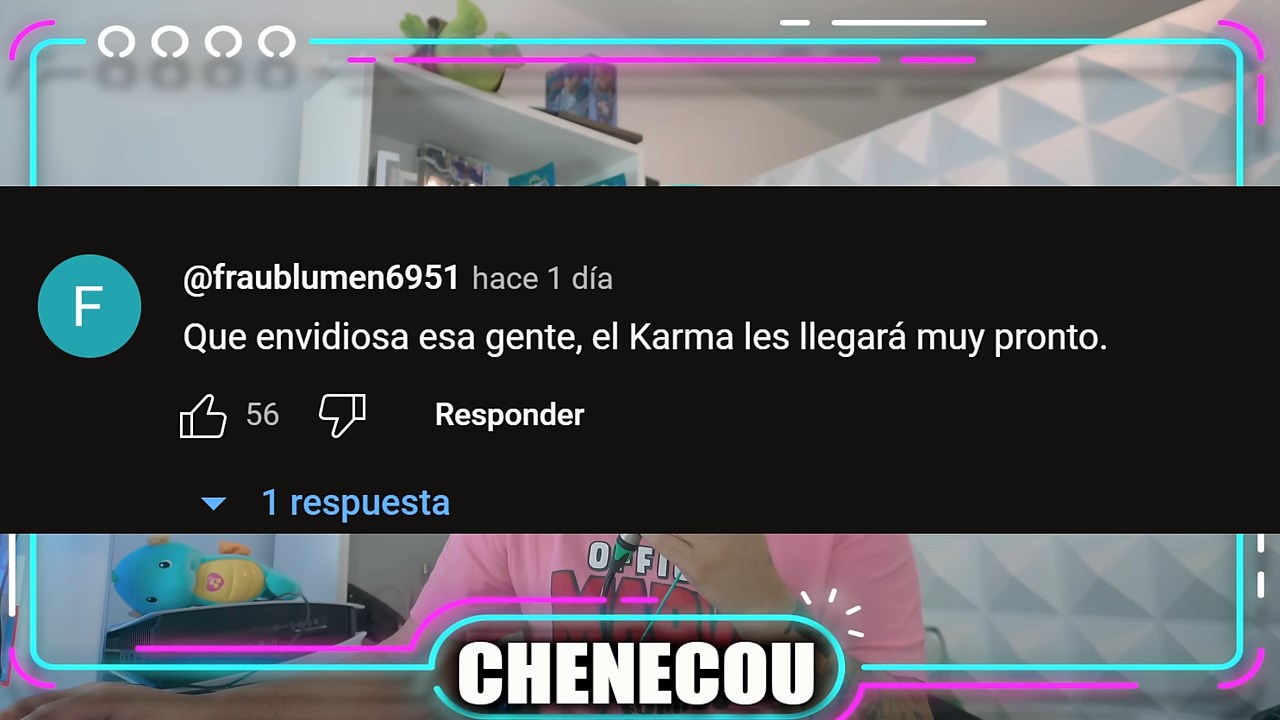 F
@fraublumen6951 hace 1 día
Que envidiosa esa gente, el Karma les llegará muy pronto.
56
Responder
1 respuesta
CHENECOU